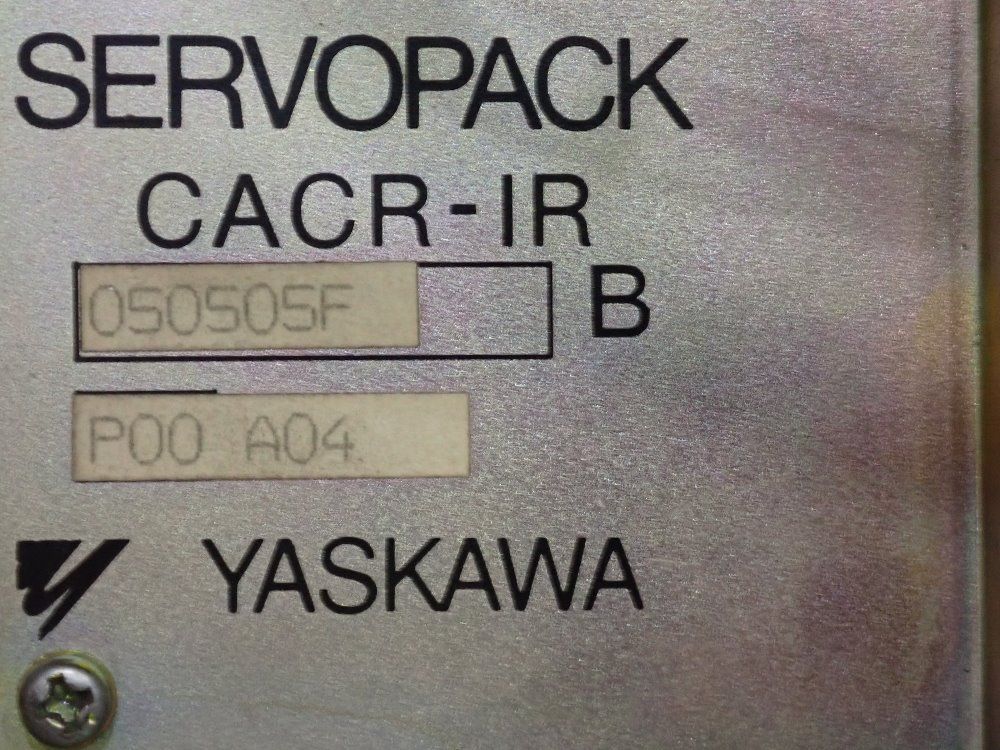 SERVOPACK
CACR-IR
050505F B
P00 A04
YASKAWA